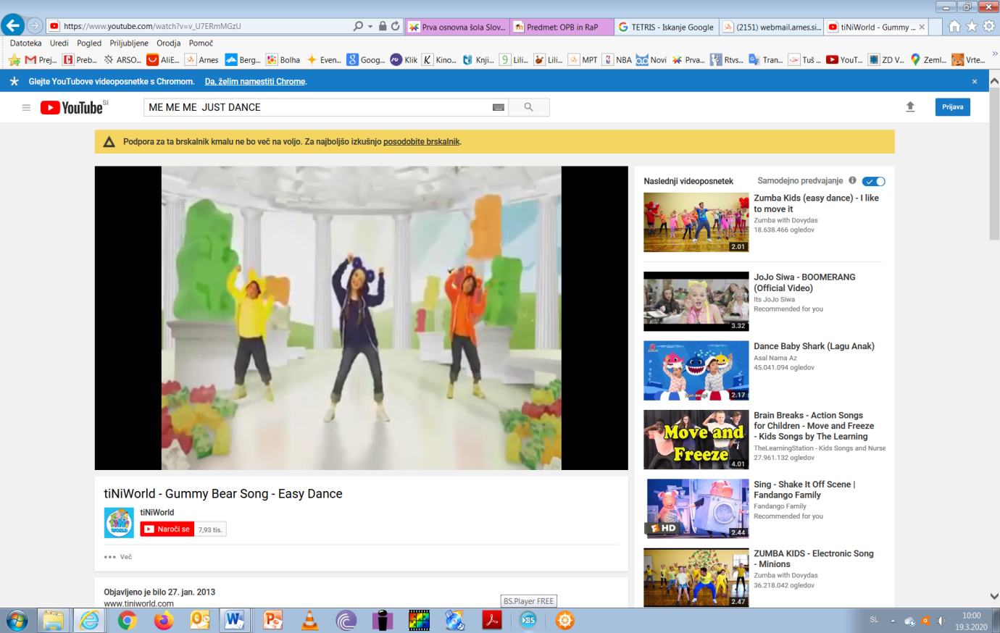 https://www.youtube.com/watch?v=v_U7ERmMGzU
Prva osnovna šola Slov...
Predmet: OPB in RaP
TETRIS - Iskanje Google
(2151) webmail.arnes.si...
tiNiWorld - Gummy ...
Datoteka Uredi Pogled Priljubljene Orodja Pomoč
Prej... Preb... ARSO... AliE... Arnes Berg... Bolha Even... Goog... Klik Kino... Knji... Lili... Lili... MPT NBA Novi Prva... Rtvs... Tran... Tuš ... YouT... ZD V... Zeml... Vrte...
Glejte YouTubove videoposnetke s Chromom. Da, želim namestiti Chrome.
YouTube SI
ME ME ME  JUST DANCE
Prijava
Podpora za ta brskalnik kmalu ne bo več na voljo. Za najboljšo izkušnjo posodobite brskalnik.
Naslednji videoposnetek
Samodejno predvajanje
Zumba Kids (easy dance) - I like
to move it
Zumba with Dovydas
18.638.466 ogledov
2.01
JoJo Siwa - BOOMERANG
(Official Video)
Its JoJo Siwa
Recommended for you
3.32
Dance Baby Shark (Lagu Anak)
Asal Nama Az
45.041.094 ogledov
Run away!
2.17
Brain Breaks - Action Songs
for Children - Move and Freeze
- Kids Songs by The Learning
TheLearningStation - Kids Songs and Nurse
27.961.132 ogledov
Move and
Freeze
4.01
Sing - Shake It Off Scene |
Fandango Family
Fandango Family
Recommended for you
HD
2.44
ZUMBA KIDS - Electronic Song
- Minions
Zumba with Dovydas
36.218.042 ogledov
2.47
tiNiWorld - Gummy Bear Song - Easy Dance
tiNiWorld
Naroči se
7,93 tis.
Več
Objavljeno je bilo 27. jan. 2013
www.tiniworld.com
BS.Player FREE
SL
10:00
19.3.2020